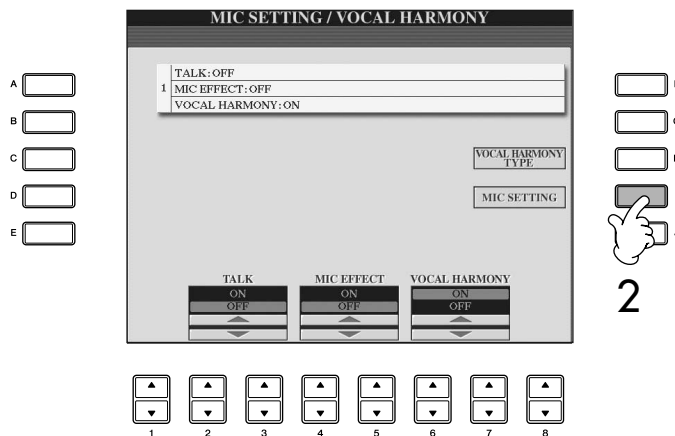 MIC SETTING / VOCAL HARMONY
TALK:OFF
1 MIC EFFECT:OFF
VOCAL HARMONY:ON
A
B
C
D
E
VOCAL HARMONY
TYPE
MIC SETTING
2
TALK MIC EFFECT VOCAL HARMONY
ON ON ON
OFF OFF OFF
1 2 3 4 5 6 7 8